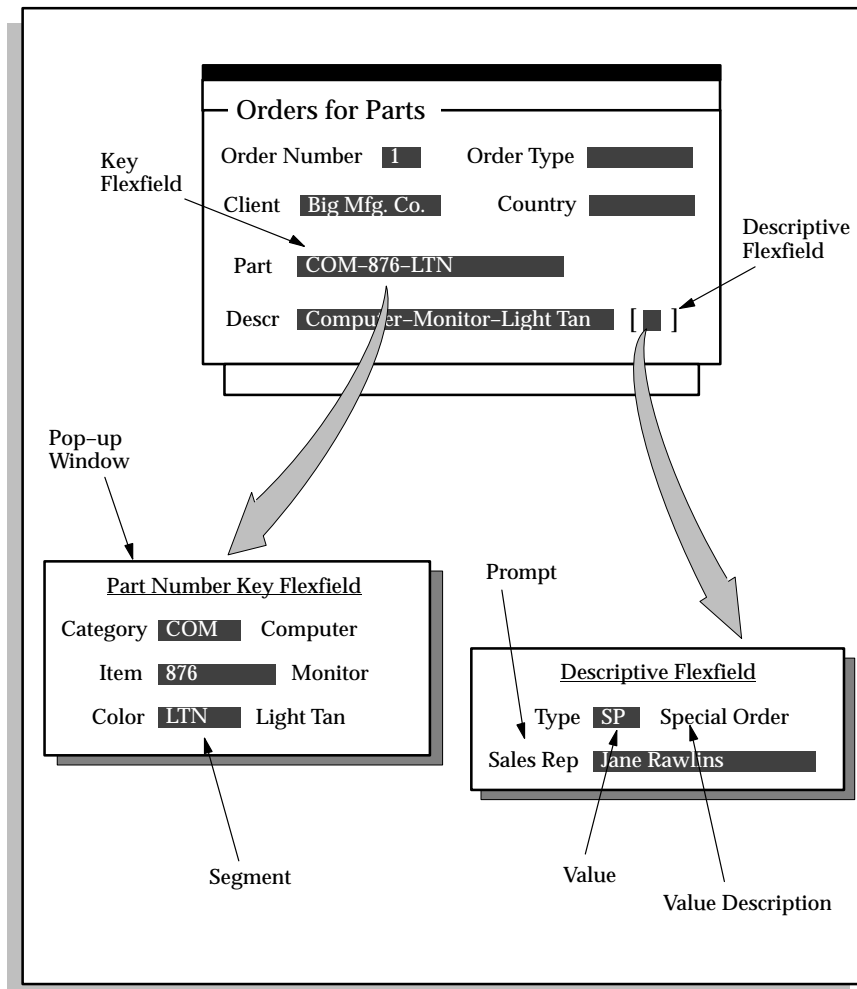 Orders for Parts
Key
Flexfield
Order Number 1 Order Type
Client Big Mfg. Co. Country
Descriptive
Flexfield
Part COM–876–LTN
Descr Computer–Monitor–Light Tan [ ]
Pop–up
Window
Part Number Key Flexfield
Category COM Computer
Item 876 Monitor
Color LTN Light Tan
Prompt
Descriptive Flexfield
Type SP Special Order
Sales Rep Jane Rawlins
Segment
Value
Value Description